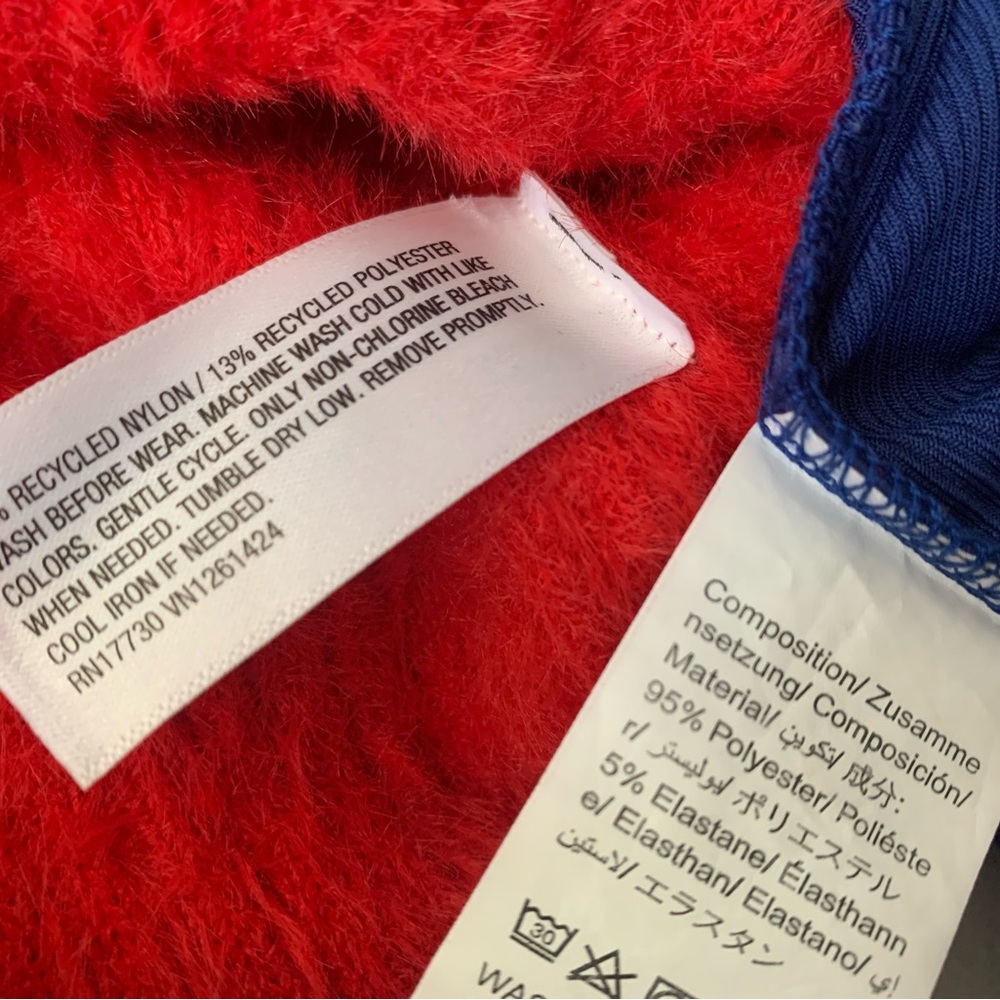 % RECYCLED NYLON / 13% RECYCLED POLYESTER
WASH BEFORE WEAR. MACHINE WASH COLD WITH LIKE
COLORS. GENTLE CYCLE. ONLY NON-CHLORINE BLEACH
WHEN NEEDED. TUMBLE DRY LOW. REMOVE PROMPTLY.
COOL IRON IF NEEDED.
RN17730 VN1261424
Composition/ Zusamme
nsetzung/ Composición/
Material/ التكوين/ 成分:
95% Polyester/ Poliéste
r/ بوليستر/ ポリエステル
5% Elastane/ Élasthann
e/ Elasthan/ Elastano/ إي
لاستين/ エラスタン
30
WAS